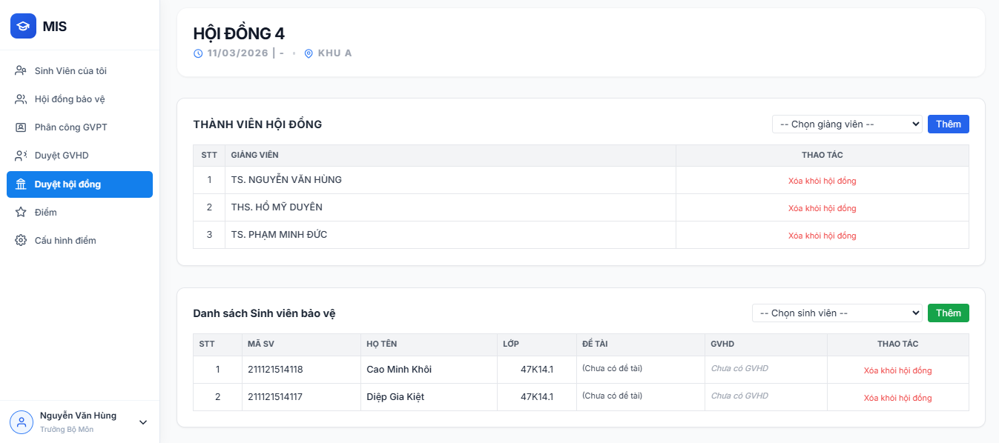 MIS
Sinh Viên của tôi
Hội đồng bảo vệ
Phân công GVPT
Duyệt GVHD
Duyệt hội đồng
Điểm
Cấu hình điểm
Nguyễn Văn Hùng
Trưởng Bộ Môn
HỘI ĐỒNG 4
11/03/2026 | - • KHU A
THÀNH VIÊN HỘI ĐỒNG -- Chọn giảng viên -- Thêm
STT GIẢNG VIÊN THAO TÁC
1 TS. NGUYỄN VĂN HÙNG Xóa khỏi hội đồng
2 THS. HỒ MỸ DUYÊN Xóa khỏi hội đồng
3 TS. PHẠM MINH ĐỨC Xóa khỏi hội đồng
Danh sách Sinh viên bảo vệ -- Chọn sinh viên -- Thêm
STT MÃ SV HỌ TÊN LỚP ĐỀ TÀI GVHD THAO TÁC
1 211121514118 Cao Minh Khôi 47K14.1 (Chưa có đề tài) Chưa có GVHD Xóa khỏi hội đồng
2 211121514117 Diệp Gia Kiệt 47K14.1 (Chưa có đề tài) Chưa có GVHD Xóa khỏi hội đồng